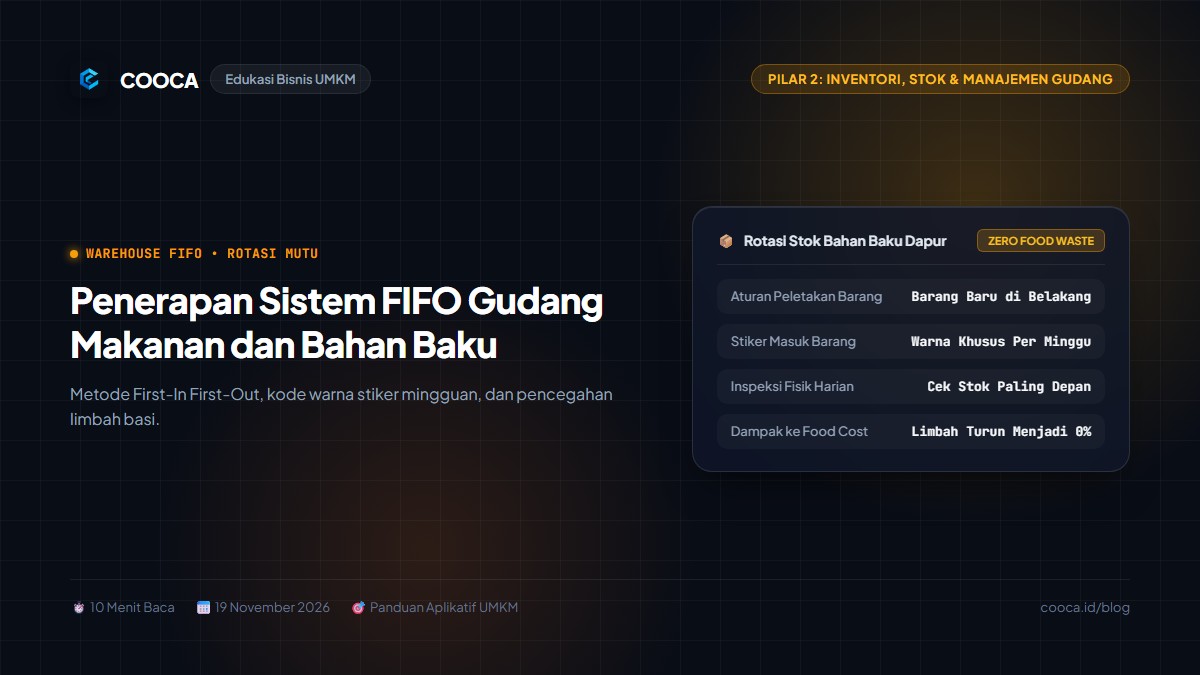 COOCA
Edukasi Bisnis UMKM
PILAR 2: INVENTORI, STOK & MANAJEMEN GUDANG
WAREHOUSE FIFO • ROTASI MUTU
Penerapan Sistem FIFO Gudang
Makanan dan Bahan Baku
Metode First-In First-Out, kode warna stiker mingguan, dan pencegahan
limbah basi.
Rotasi Stok Bahan Baku Dapur
ZERO FOOD WASTE
Aturan Peletakan Barang Barang Baru di Belakang
Stiker Masuk Barang Warna Khusus Per Minggu
Inspeksi Fisik Harian Cek Stok Paling Depan
Dampak ke Food Cost Limbah Turun Menjadi 0%
10 Menit Baca
19 November 2026
Panduan Aplikatif UMKM
cooca.id/blog